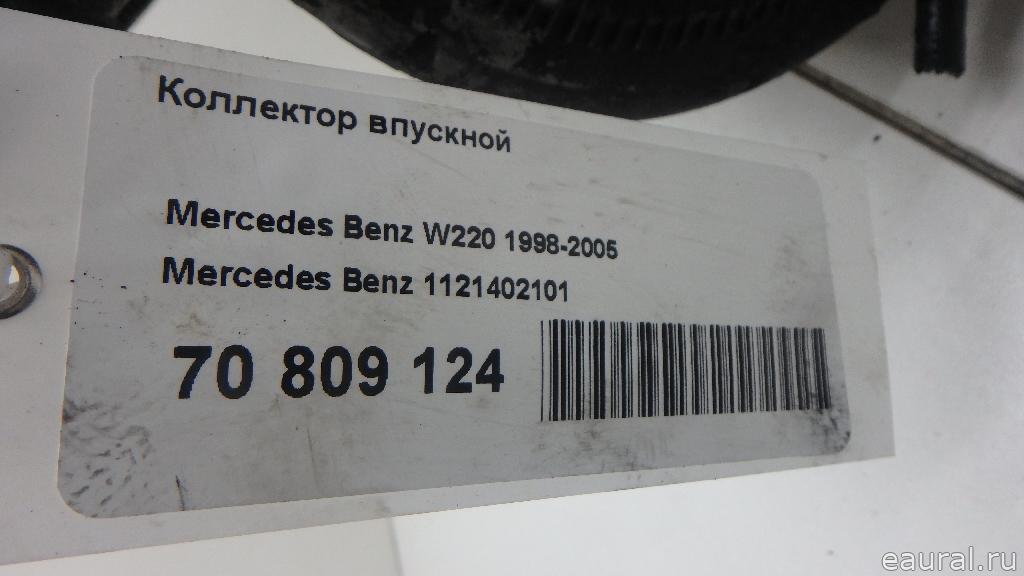 Коллектор впускной
Mercedes Benz W220 1998-2005
Mercedes Benz 1121402101
70 809 124
eaural.ru